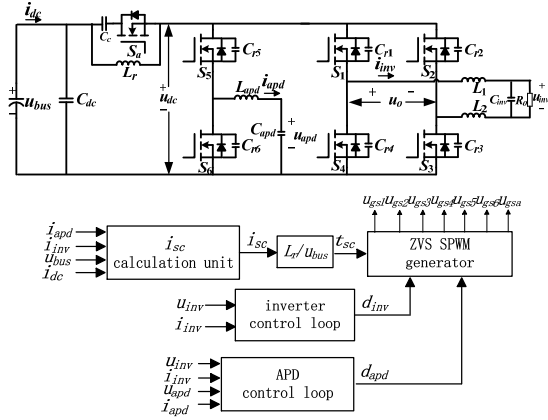 i_dc
C_c
S_a
L_r
+
u_bus
-
C_dc
+
u_dc
-
S_5
C_r5
L_apd
i_apd
C_apd
+
u_apd
-
S_6
C_r6
S_1
C_r1
i_inv
S_2
C_r2
+ u_o -
L_1
L_2
C_inv
R_o
+
u_inv
-
S_4
C_r4
S_3
C_r3
u_gs1 u_gs2 u_gs3 u_gs4 u_gs5 u_gs6 u_gsa
i_apd
i_inv
u_bus
i_dc
i_sc
calculation unit
i_sc
L_r/u_bus
t_sc
ZVS SPWM
generator
u_inv
i_inv
inverter
control loop
d_inv
u_inv
i_inv
u_apd
i_apd
APD
control loop
d_apd